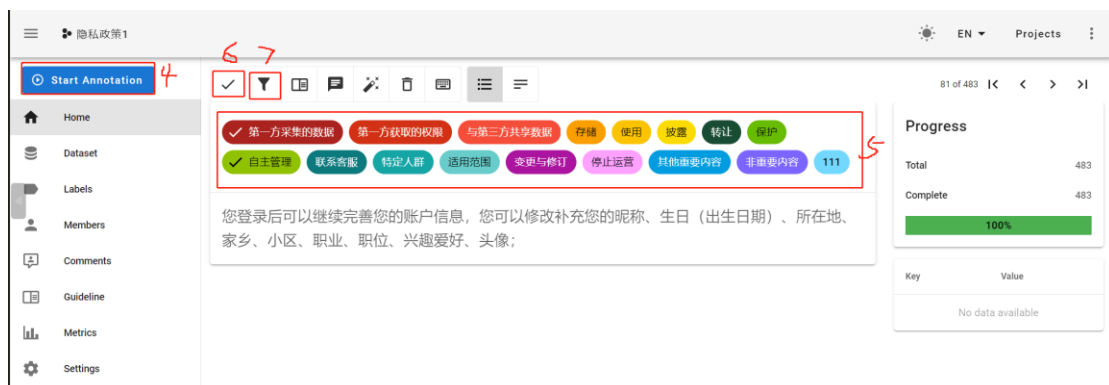 隐私政策1
EN
Projects
6 7
Start Annotation 4
81 of 483
Home
Dataset
Labels
Members
Comments
Guideline
Metrics
Settings
第一方采集的数据 第一方获取的权限 与第三方共享数据 存储 使用 披露 转让 保护
自主管理 联系客服 特定人群 适用范围 变更与修订 停止运营 其他重要内容 非重要内容 111
5
您登录后可以继续完善您的账户信息，您可以修改补充您的昵称、生日（出生日期）、所在地、
家乡、小区、职业、职位、兴趣爱好、头像；
Progress
Total 483
Complete 483
100%
Key Value
No data available